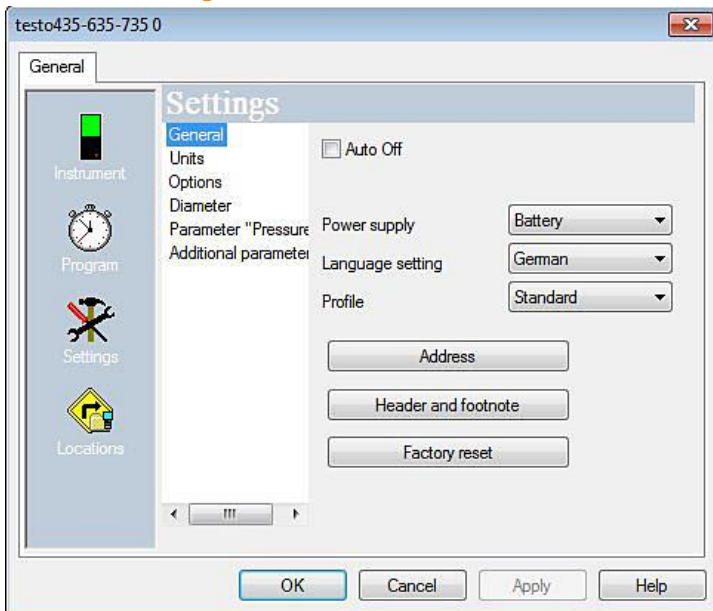 testo435-635-735 0
General
Settings
Instrument
Program
Settings
Locations
General
Units
Options
Diameter
Parameter "Pressure
Additional parameter
Auto Off
Power supply
Battery
Language setting
German
Profile
Standard
Address
Header and footnote
Factory reset
OK
Cancel
Apply
Help